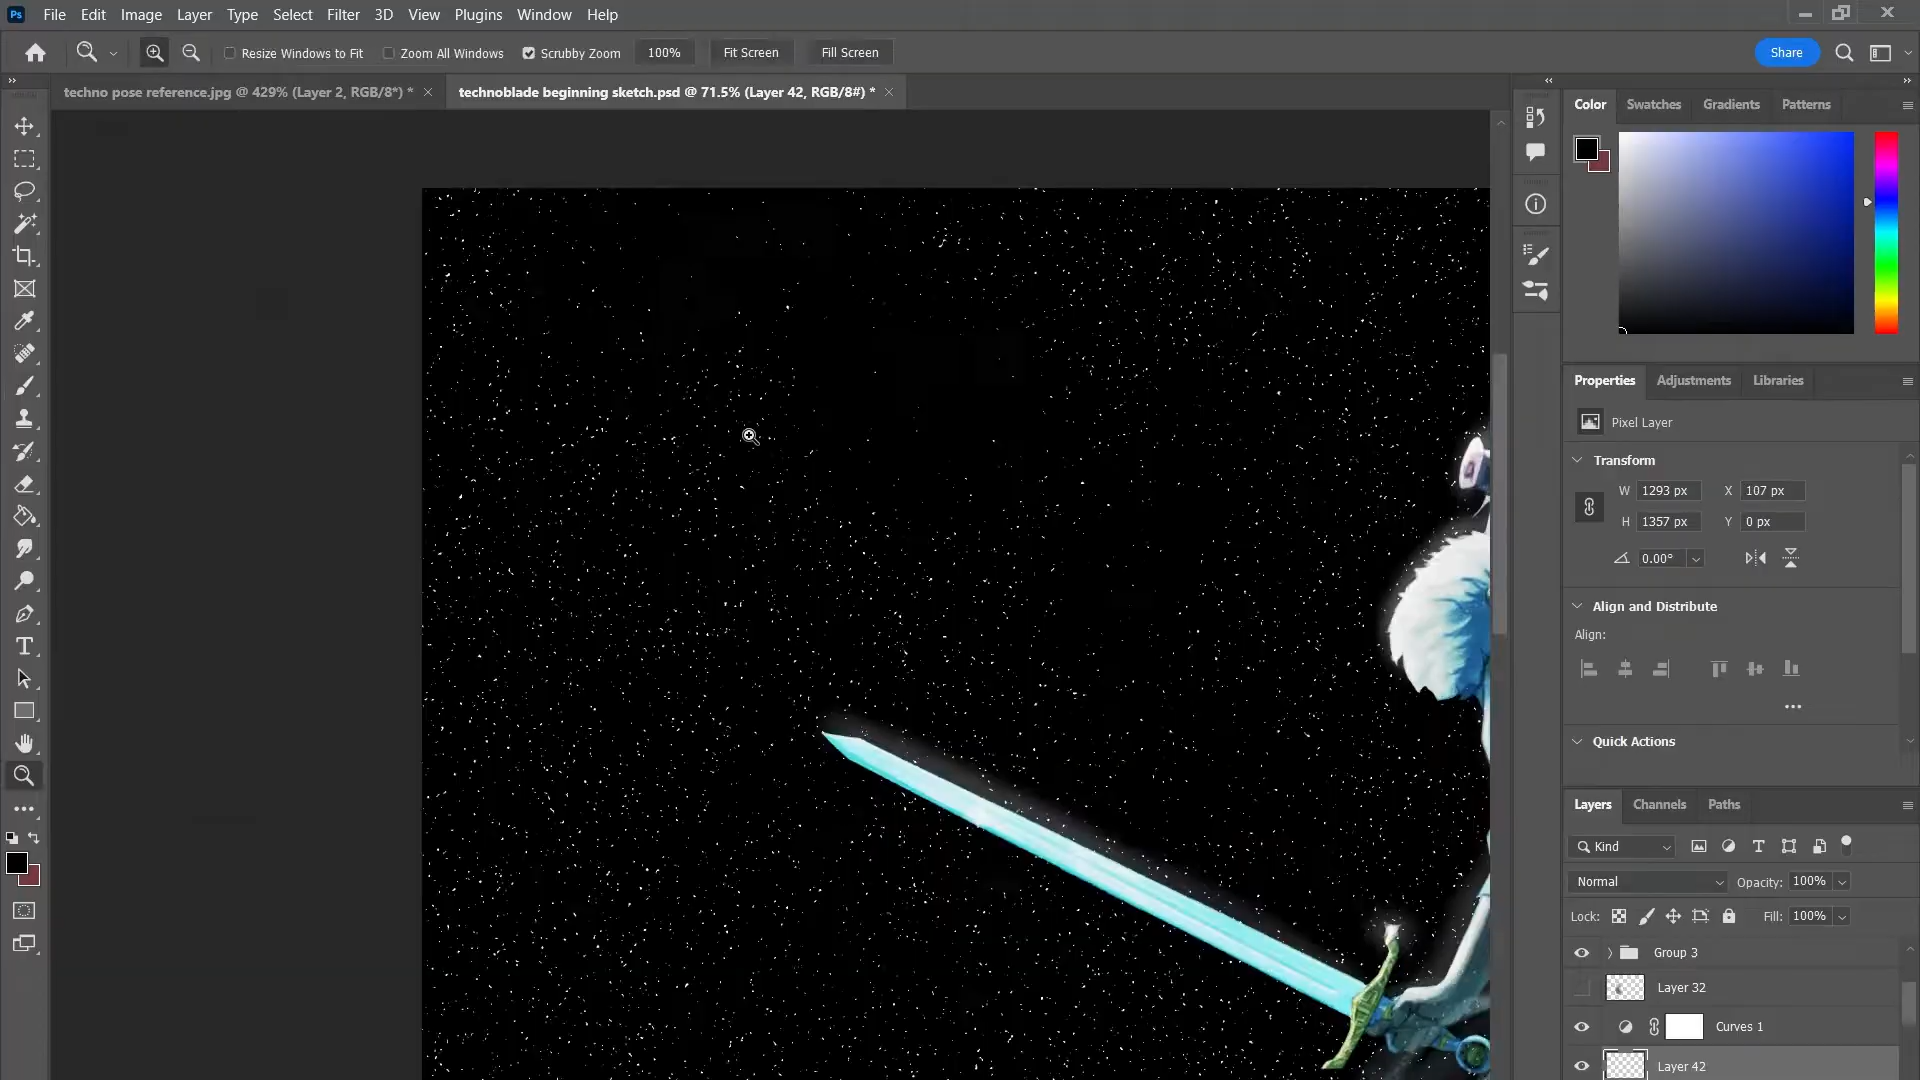 Ps File Edit Image Layer Type Select Filter 3D View Plugins Window Help
Resize Windows to Fit Zoom All Windows Scrubby Zoom 100% Fit Screen Fill Screen Share
techno pose reference.jpg @ 429% (Layer 2, RGB/8*) * technoblade beginning sketch.psd @ 71.5% (Layer 42, RGB/8#) *
Color Swatches Gradients Patterns
Properties Adjustments Libraries
Pixel Layer
Transform
W 1293 px X 107 px
H 1357 px Y 0 px
0.00°
Align and Distribute
Align:
Quick Actions
Layers Channels Paths
Kind
Normal Opacity: 100%
Lock: Fill: 100%
Group 3
Layer 32
Curves 1
Layer 42